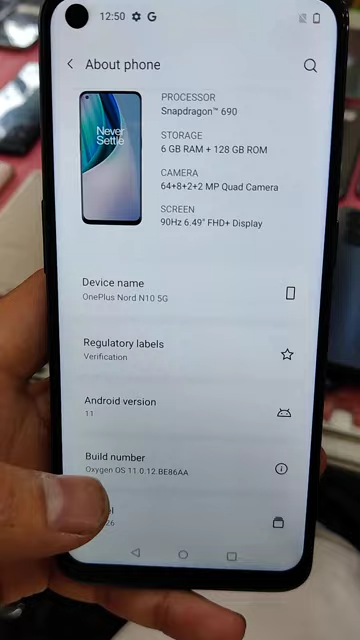 12:50 G
About phone
PROCESSOR
Snapdragon™ 690
STORAGE
6 GB RAM + 128 GB ROM
CAMERA
64+8+2+2 MP Quad Camera
SCREEN
90Hz 6.49" FHD+ Display
Never
Settle
Device name
OnePlus Nord N10 5G
Regulatory labels
Verification
Android version
11
Build number
Oxygen OS 11.0.12.BE86AA